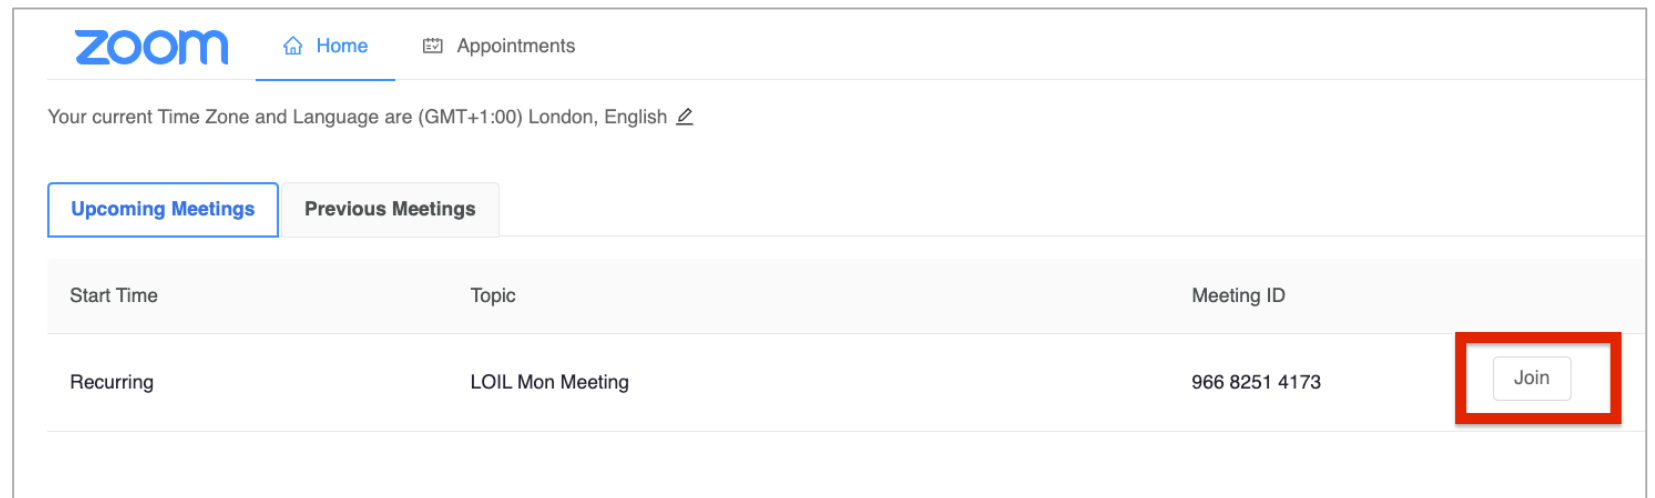 zoom Home Appointments
Your current Time Zone and Language are (GMT+1:00) London, English
Upcoming Meetings Previous Meetings
Start Time Topic Meeting ID
Recurring LOIL Mon Meeting 966 8251 4173 Join